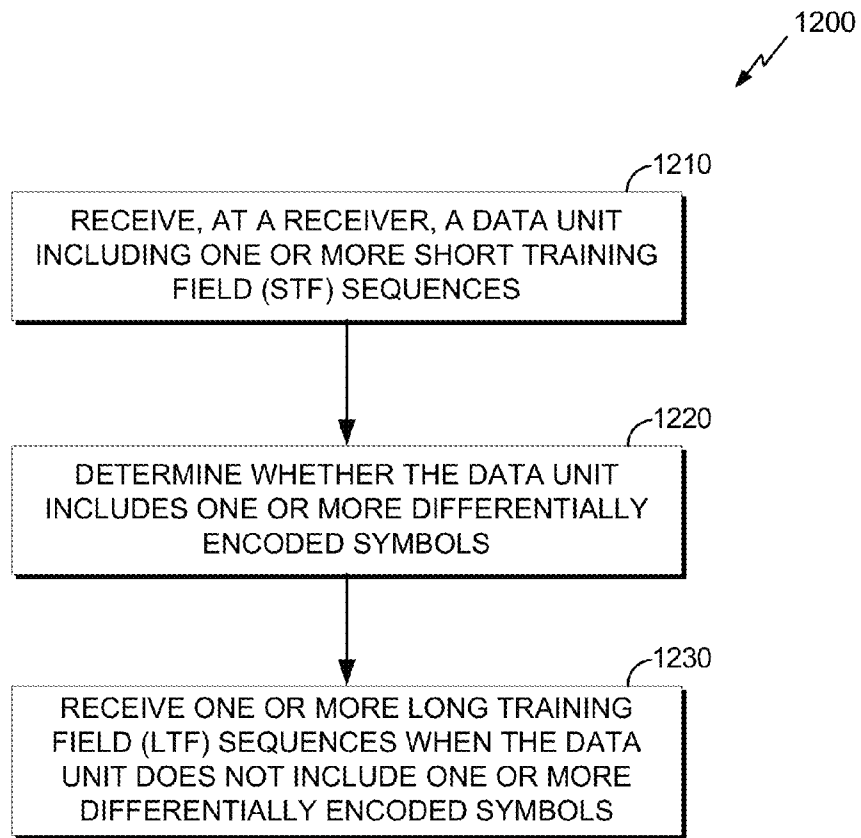 1200
1210
RECEIVE, AT A RECEIVER, A DATA UNIT
INCLUDING ONE OR MORE SHORT TRAINING
FIELD (STF) SEQUENCES
1220
DETERMINE WHETHER THE DATA UNIT
INCLUDES ONE OR MORE DIFFERENTIALLY
ENCODED SYMBOLS
1230
RECEIVE ONE OR MORE LONG TRAINING
FIELD (LTF) SEQUENCES WHEN THE DATA
UNIT DOES NOT INCLUDE ONE OR MORE
DIFFERENTIALLY ENCODED SYMBOLS